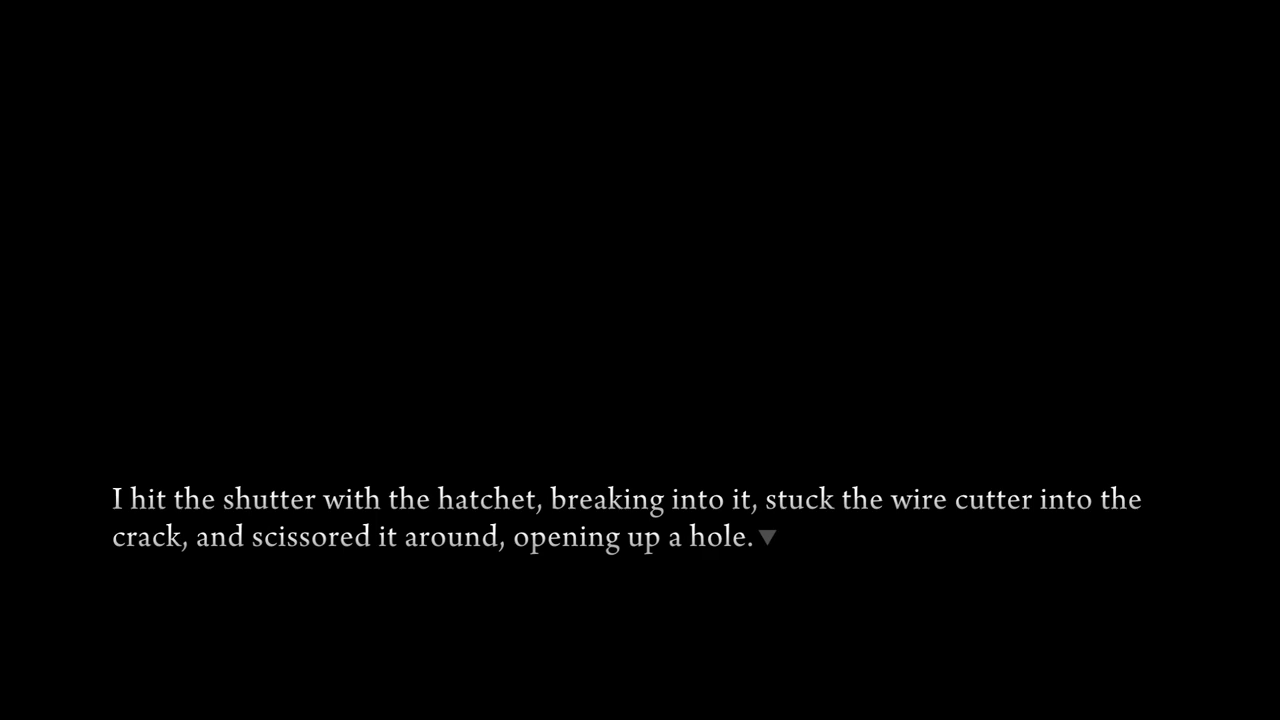 I hit the shutter with the hatchet, breaking into it, stuck the wire cutter into the
crack, and scissored it around, opening up a hole.